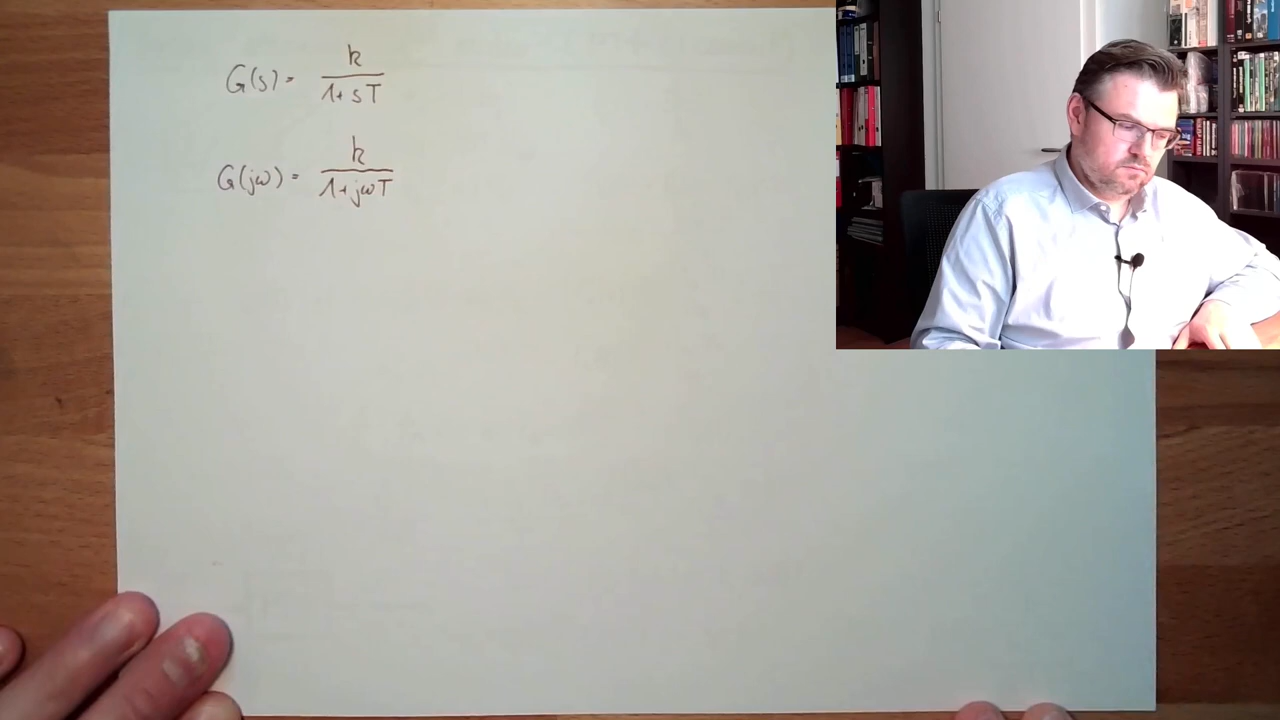 G(s) = k / (1 + sT)
G(jω) = k / (1 + jωT)